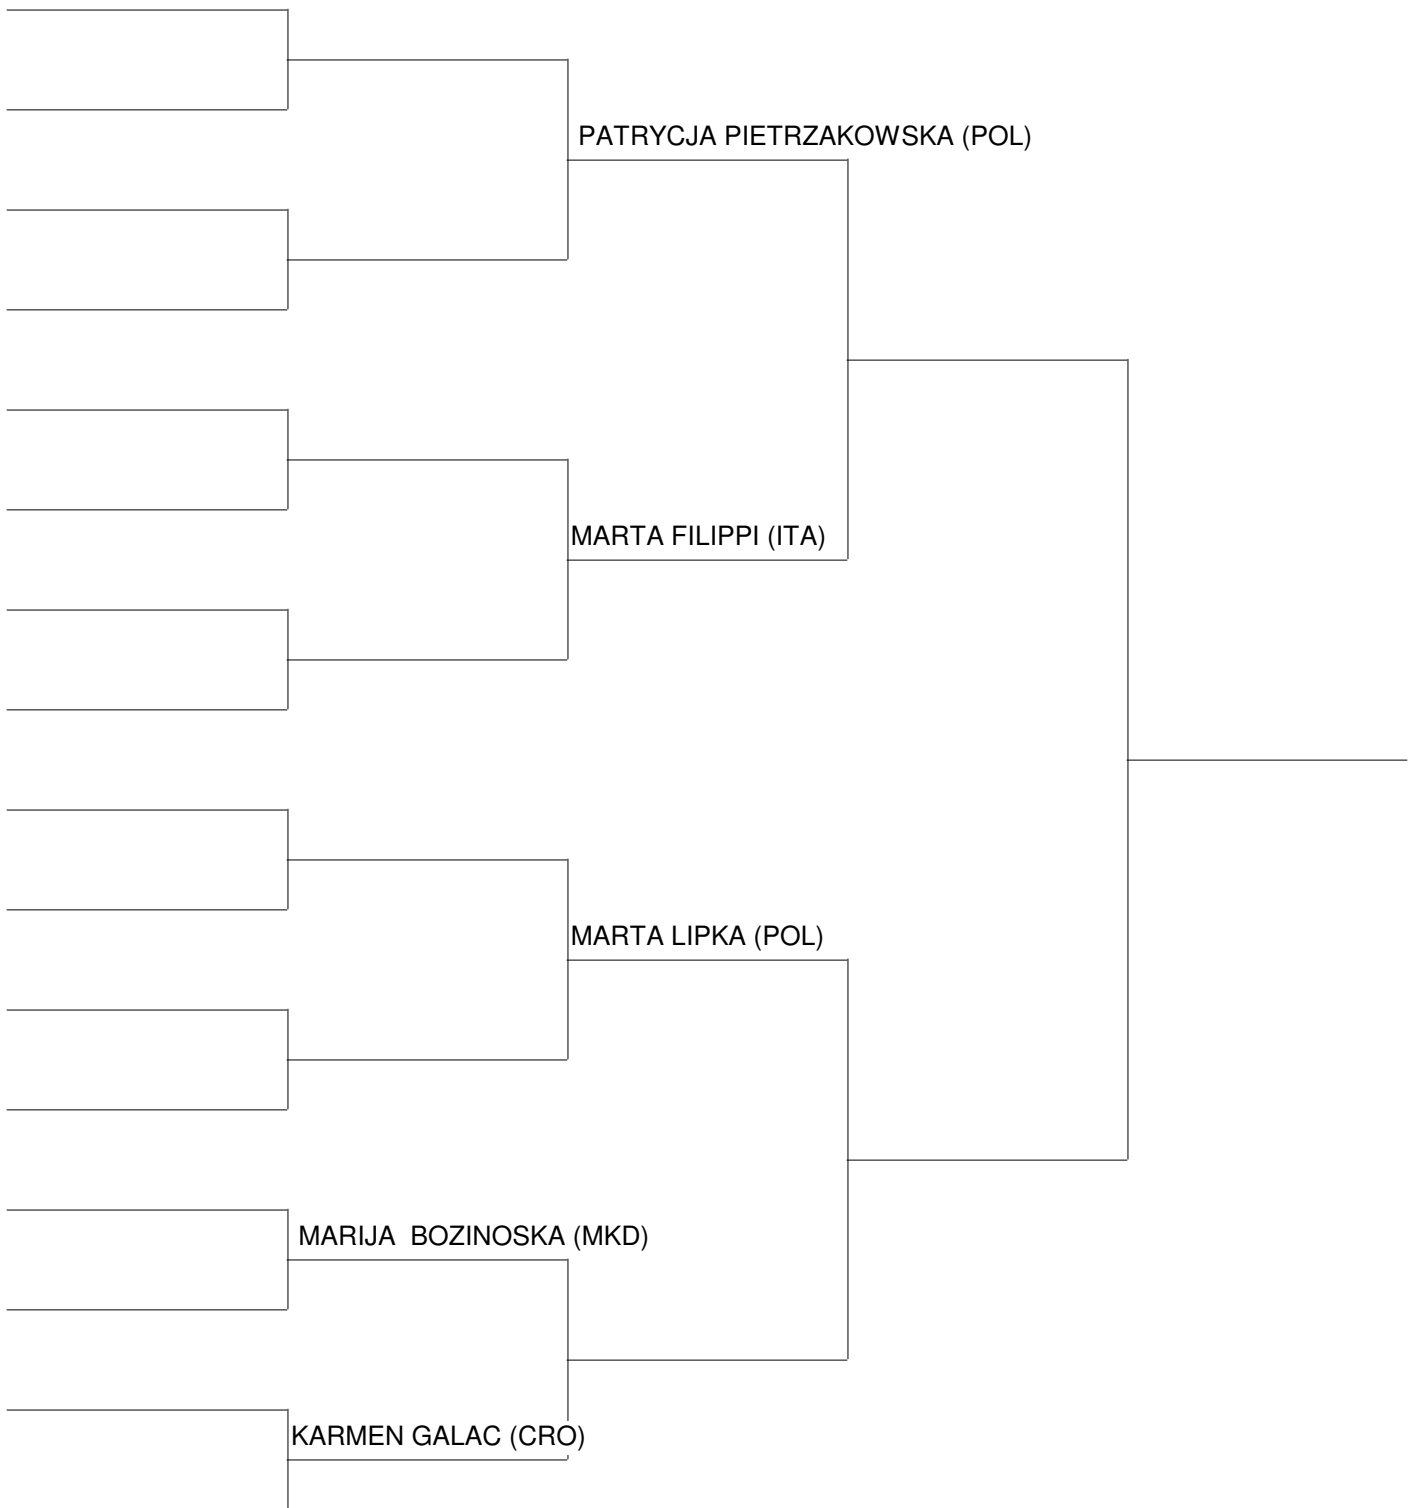 PATRYCJA PIETRZAKOWSKA (POL)
MARTA FILIPPI (ITA)
MARTA LIPKA (POL)
MARIJA  BOZINOSKA (MKD)
KARMEN GALAC (CRO)